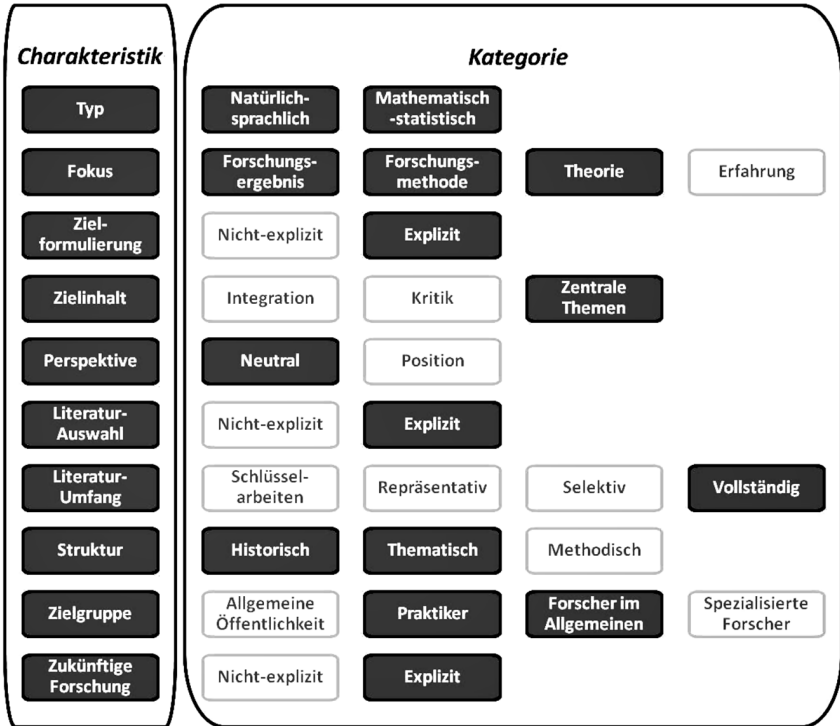 Charakteristik
Kategorie
Typ
Natürlich-
sprachlich
Mathematisch
-statistisch
Fokus
Forschungs-
ergebnis
Forschungs-
methode
Theorie
Erfahrung
Ziel-
formulierung
Nicht-explizit
Explizit
Zielinhalt
Integration
Kritik
Zentrale
Themen
Perspektive
Neutral
Position
Literatur-
Auswahl
Nicht-explizit
Explizit
Literatur-
Umfang
Schlüssel-
arbeiten
Repräsentativ
Selektiv
Vollständig
Struktur
Historisch
Thematisch
Methodisch
Zielgruppe
Allgemeine
Öffentlichkeit
Praktiker
Forscher im
Allgemeinen
Spezialisierte
Forscher
Zukünftige
Forschung
Nicht-explizit
Explizit